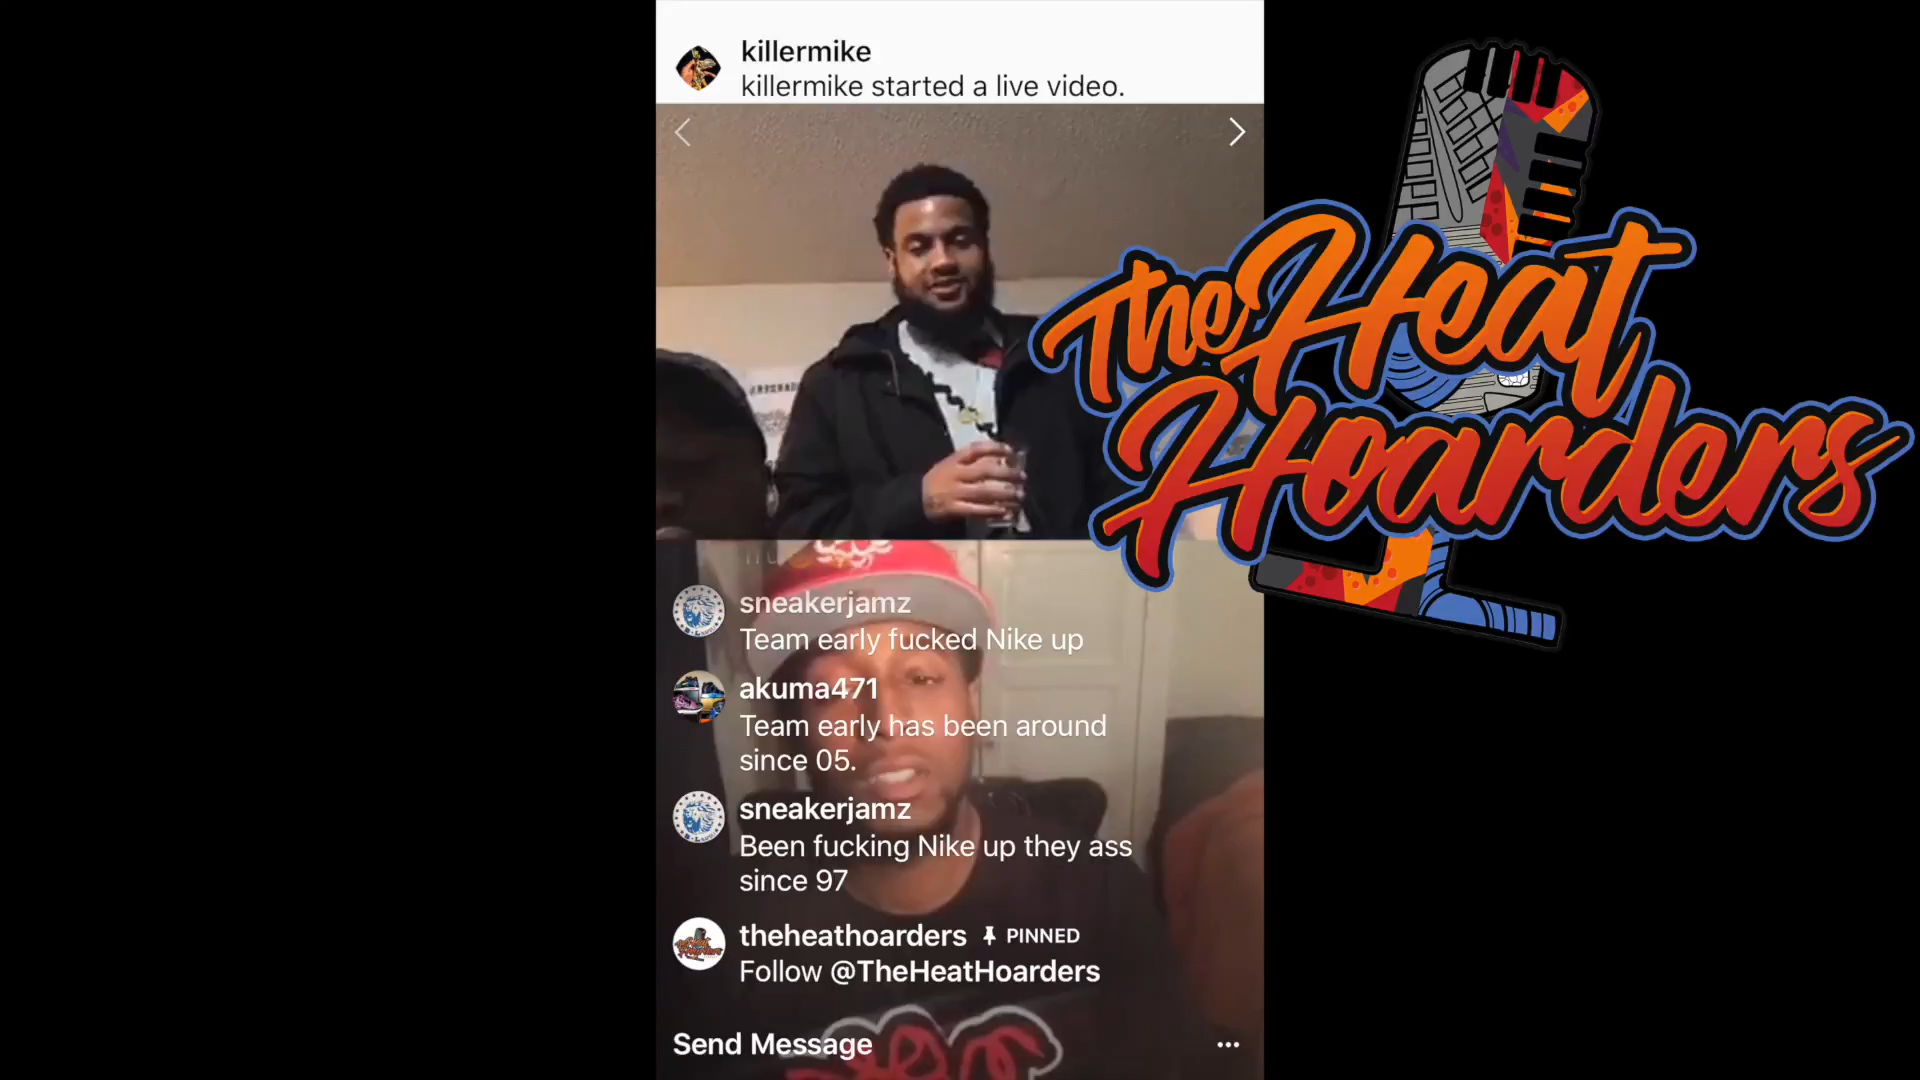 killermike
killermike started a live video.
The Heat
Hoarders
sneakerjamz
Team early fucked Nike up
akuma471
Team early has been around
since 05.
sneakerjamz
Been fucking Nike up they ass
since 97
theheathoarders PINNED
Follow @TheHeatHoarders
Send Message